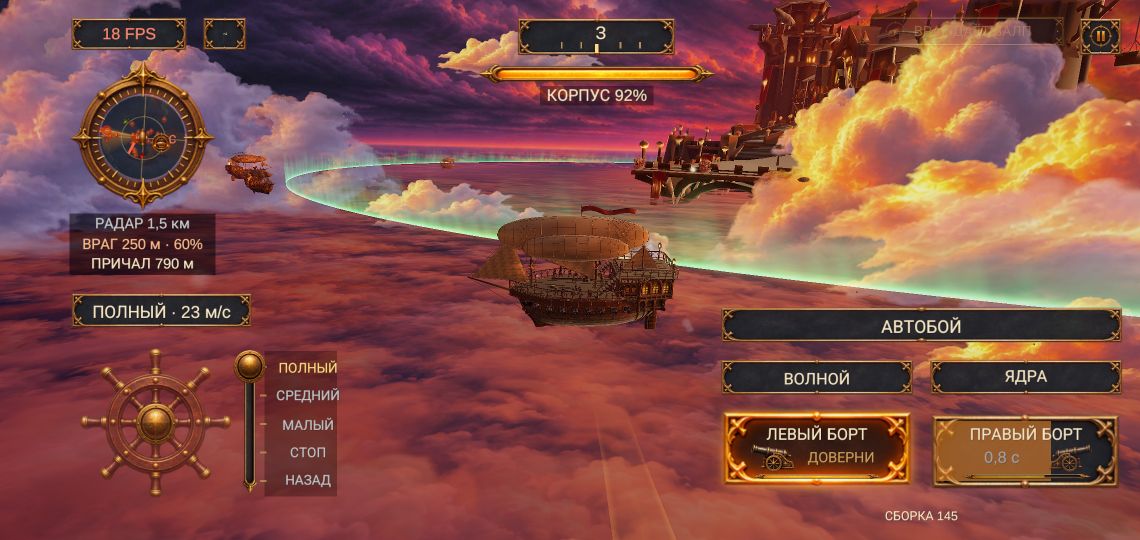 18 FPS
3
КОРПУС 92%
РАДАР 1,5 км
ВРАГ 250 м · 60%
ПРИЧАЛ 790 м
ПОЛНЫЙ · 23 м/с
ПОЛНЫЙ
СРЕДНИЙ
МАЛЫЙ
СТОП
НАЗАД
АВТОБОЙ
ВОЛНОЙ
ЯДРА
ЛЕВЫЙ БОРТ
ДОВЕРНИ
ПРАВЫЙ БОРТ
0,8 с
СБОРКА 145